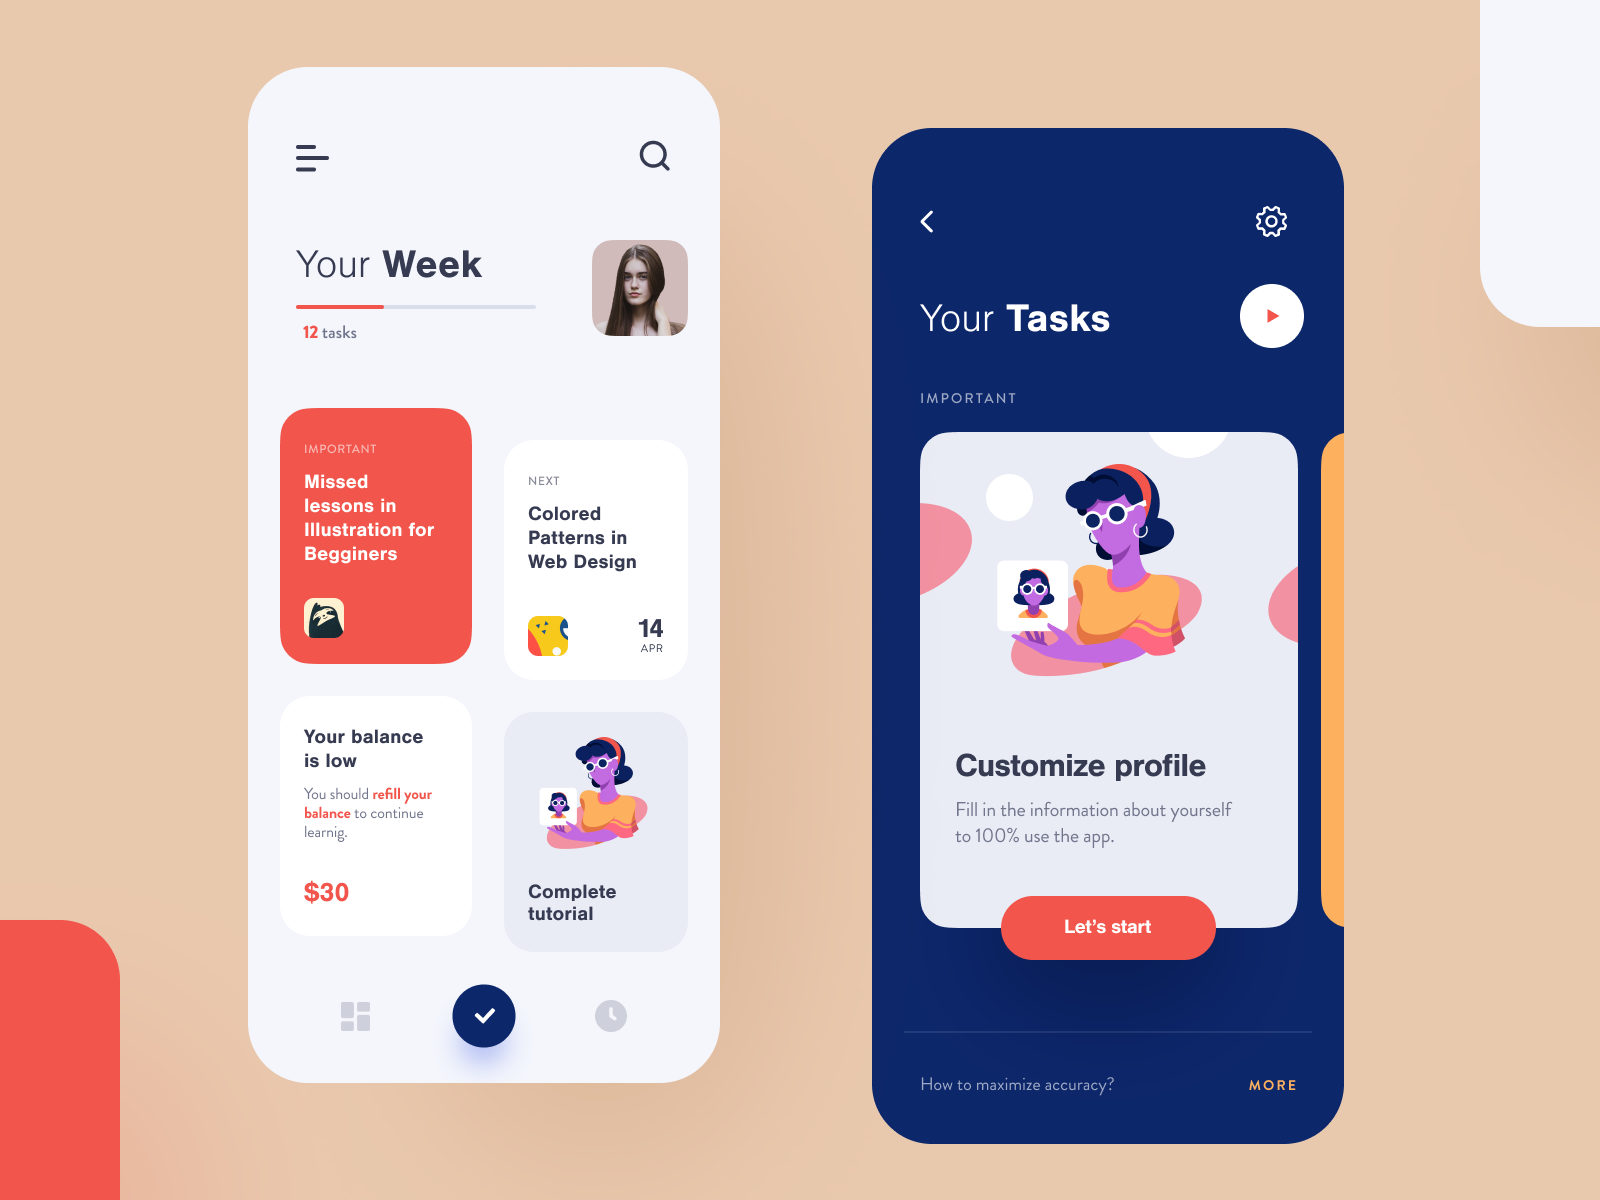 Your Week
12 tasks
IMPORTANT
Missed
lessons in
Illustration for
Begginers
NEXT
Colored
Patterns in
Web Design
14
APR
Your balance
is low
You should refill your
balance to continue
learnig.
$30
Complete
tutorial
Your Tasks
IMPORTANT
Customize profile
Fill in the information about yourself
to 100% use the app.
Let's start
How to maximize accuracy?
MORE